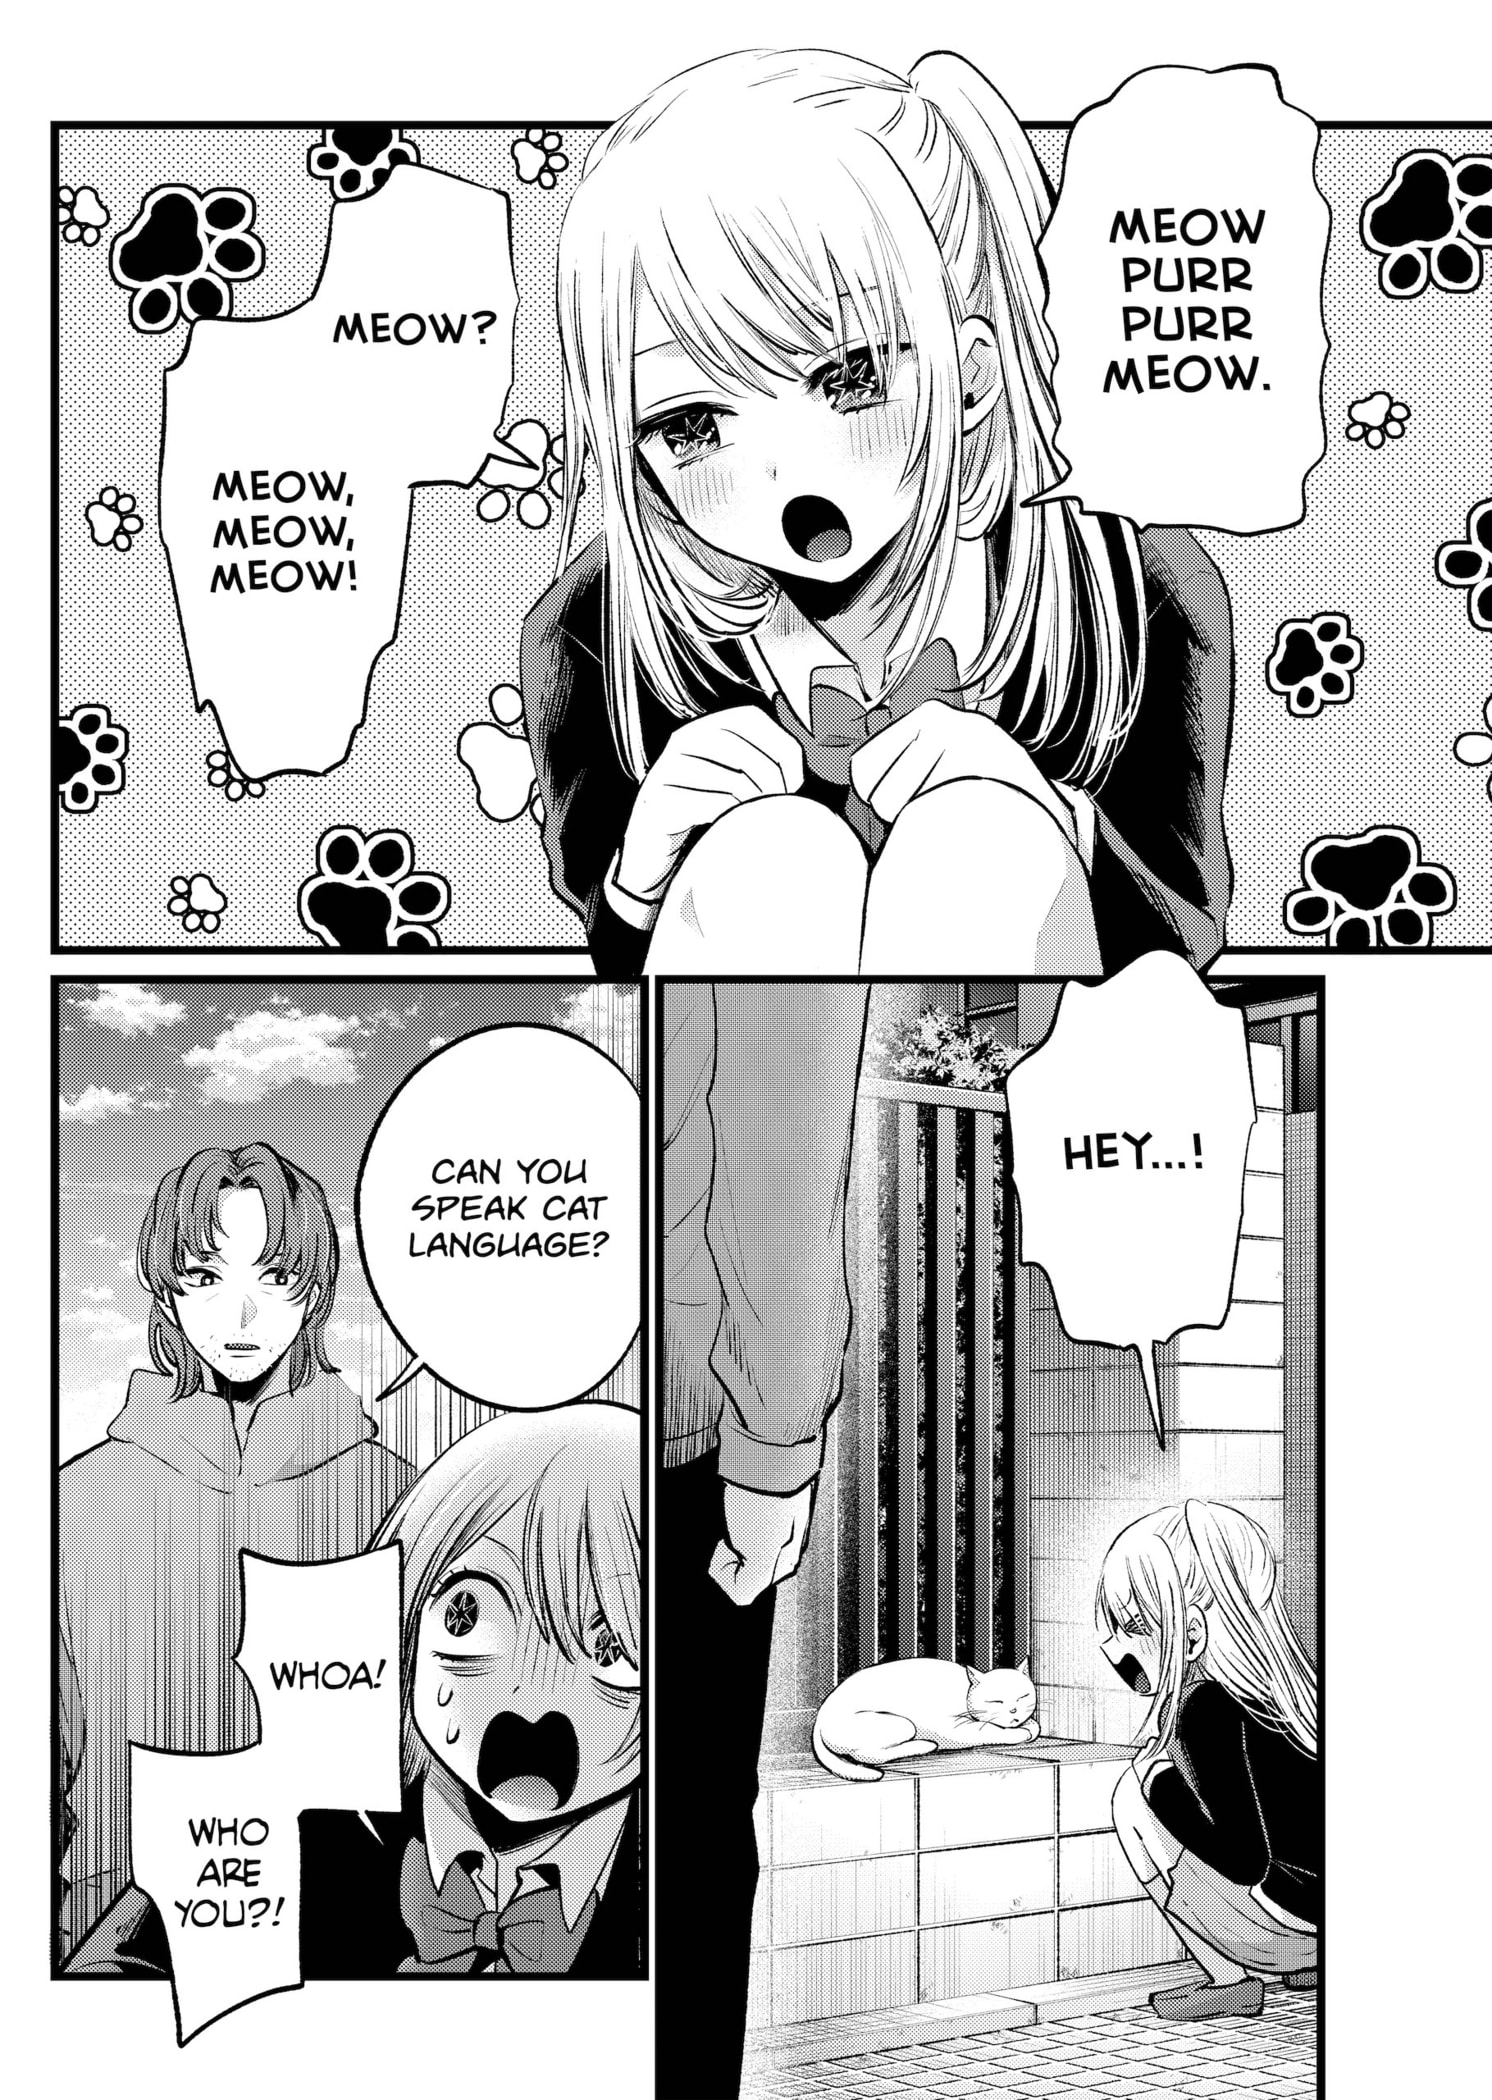 MEOW
PURR
PURR
MEOW.
MEOW?
MEOW,
MEOW,
MEOW!
HEY...!
CAN YOU
SPEAK CAT
LANGUAGE?
WHOA!
WHO
ARE
YOU?!